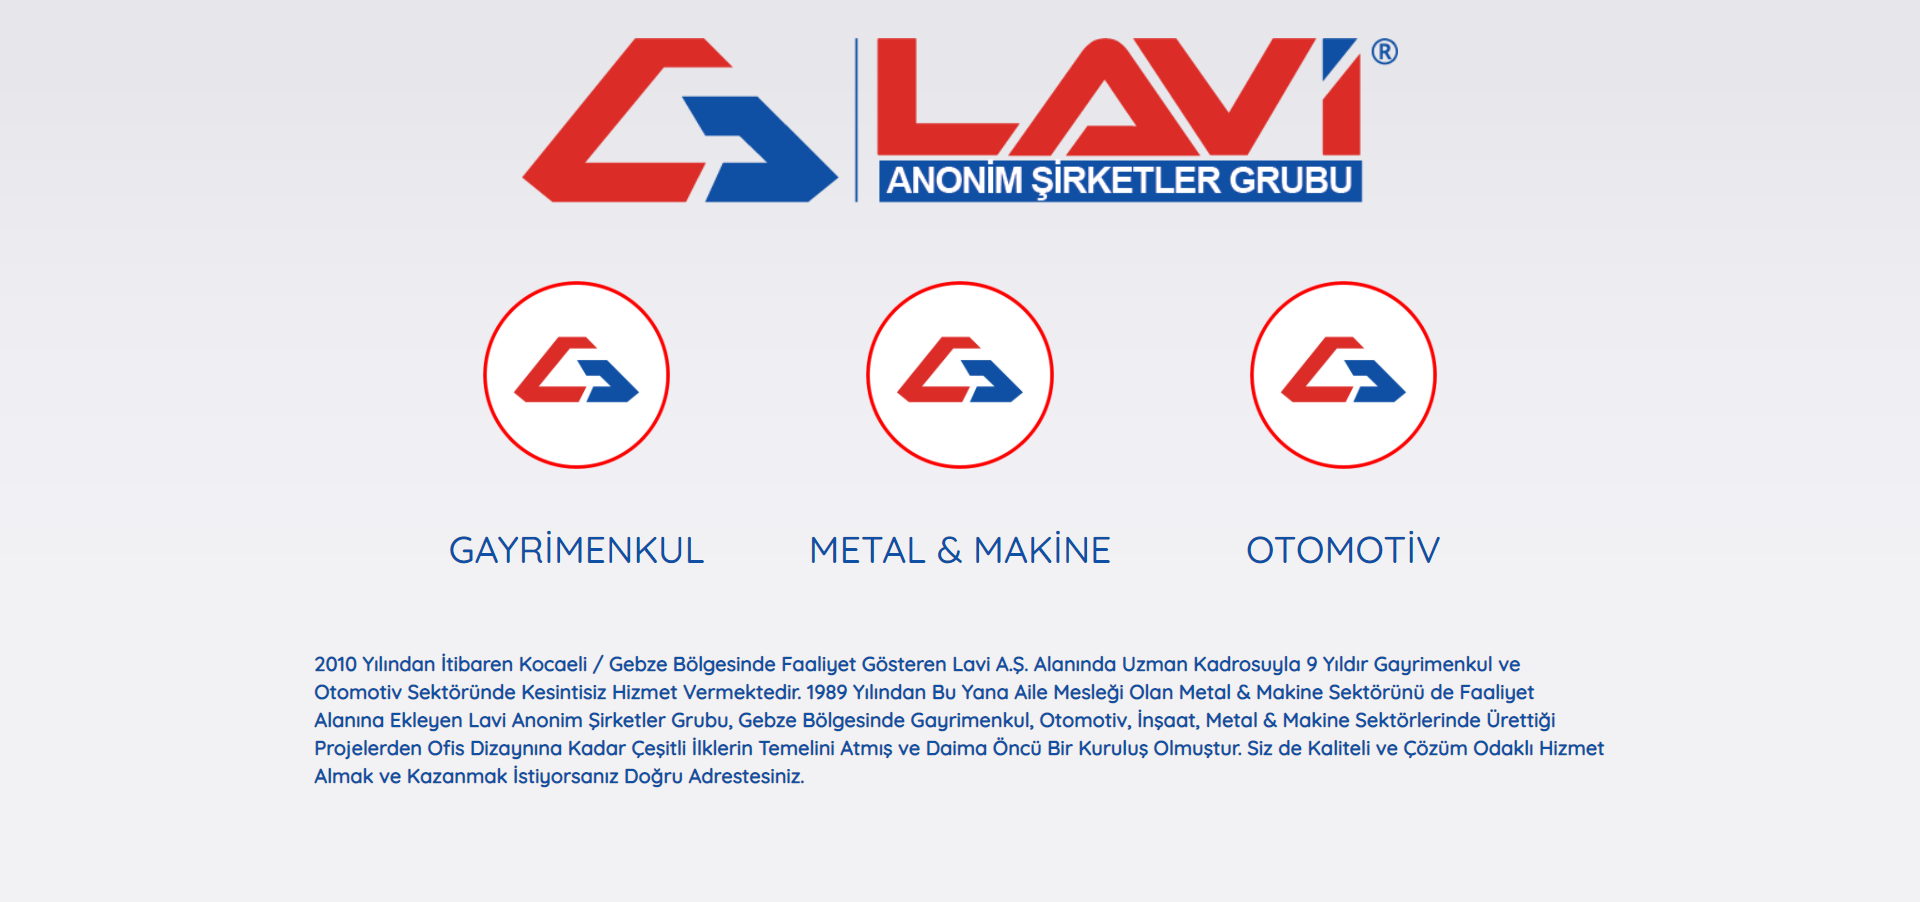 LAVİ ®
ANONİM ŞİRKETLER GRUBU
GAYRİMENKUL
METAL & MAKİNE
OTOMOTİV
2010 Yılından İtibaren Kocaeli / Gebze Bölgesinde Faaliyet Gösteren Lavi A.Ş. Alanında Uzman Kadrosuyla 9 Yıldır Gayrimenkul ve
Otomotiv Sektöründe Kesintisiz Hizmet Vermektedir. 1989 Yılından Bu Yana Aile Mesleği Olan Metal & Makine Sektörünü de Faaliyet
Alanına Ekleyen Lavi Anonim Şirketler Grubu, Gebze Bölgesinde Gayrimenkul, Otomotiv, İnşaat, Metal & Makine Sektörlerinde Ürettiği
Projelerden Ofis Dizaynına Kadar Çeşitli İlklerin Temelini Atmış ve Daima Öncü Bir Kuruluş Olmuştur. Siz de Kaliteli ve Çözüm Odaklı Hizmet
Almak ve Kazanmak İstiyorsanız Doğru Adrestesiniz.